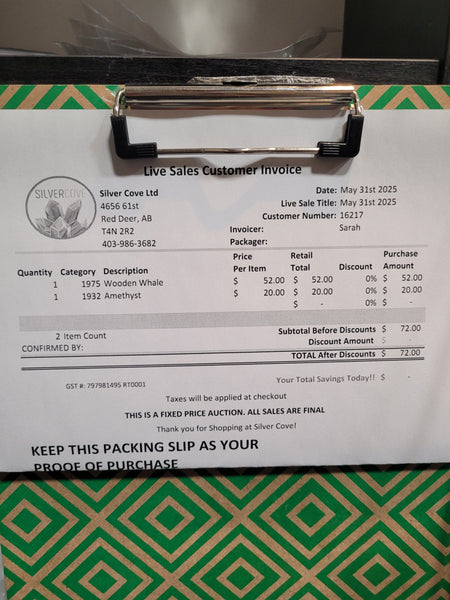 Live Sales Customer Invoice
SILVERCOVE
Silver Cove Ltd
4656 61st
Red Deer, AB
T4N 2R2
403-986-3682
Date: May 31st 2025
Live Sale Title: May 31st 2025
Customer Number: 16217
Invoicer: Sarah
Packager:
Quantity Category Description Price Per Item Retail Total Discount Purchase Amount
1 1975 Wooden Whale $ 52.00 $ 52.00 0% $ 52.00
1 1932 Amethyst $ 20.00 $ 20.00 0% $ 20.00
$ - 0% $ -
2 Item Count
Subtotal Before Discounts $ 72.00
CONFIRMED BY:
Discount Amount $ -
TOTAL After Discounts $ 72.00
GST #: 797981495 RT0001
Your Total Savings Today!! $ -
Taxes will be applied at checkout
THIS IS A FIXED PRICE AUCTION. ALL SALES ARE FINAL
Thank you for Shopping at Silver Cove!
KEEP THIS PACKING SLIP AS YOUR
PROOF OF PURCHASE